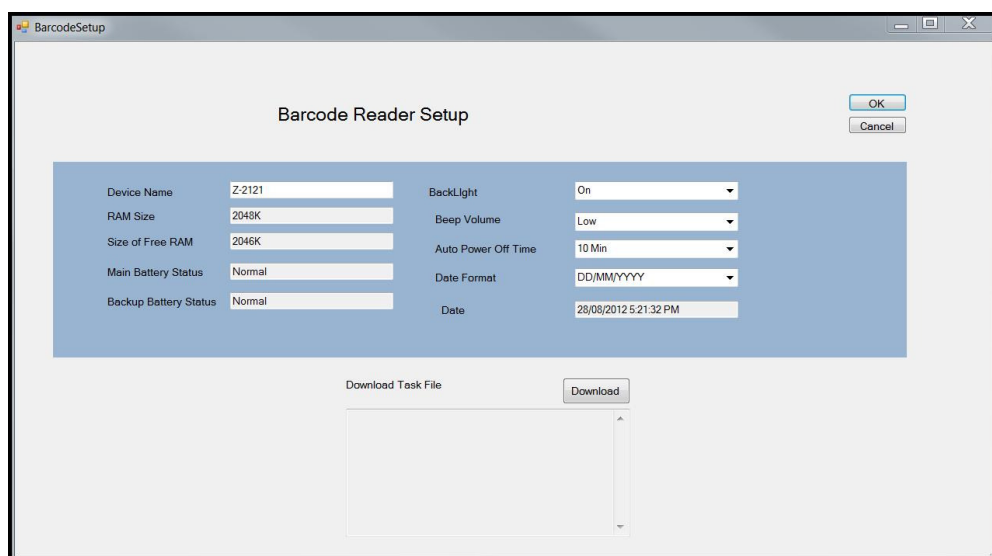 BarcodeSetup
Barcode Reader Setup
OK
Cancel
Device Name Z-2121
RAM Size 2048K
Size of Free RAM 2046K
Main Battery Status Normal
Backup Battery Status Normal
BackLIght On
Beep Volume Low
Auto Power Off Time 10 Min
Date Format DD/MM/YYYY
Date 28/08/2012 5:21:32 PM
Download Task File Download